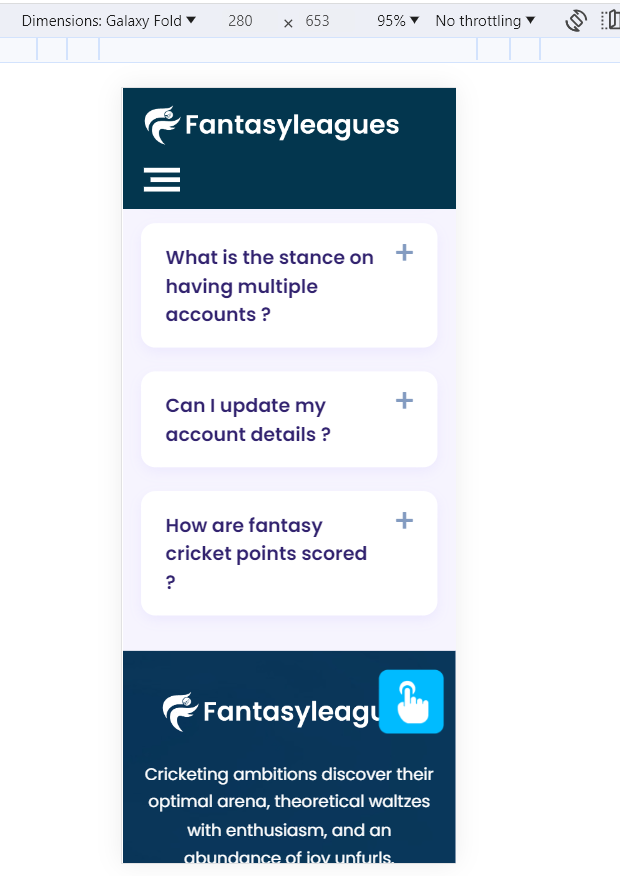 Dimensions: Galaxy Fold ▼ 280 × 653 95% ▼ No throttling ▼
Fantasyleagues
What is the stance on
having multiple
accounts ?
Can I update my
account details ?
How are fantasy
cricket points scored
?
Fantasyleagu
Cricketing ambitions discover their
optimal arena, theoretical waltzes
with enthusiasm, and an
abundance of joy unfurls.